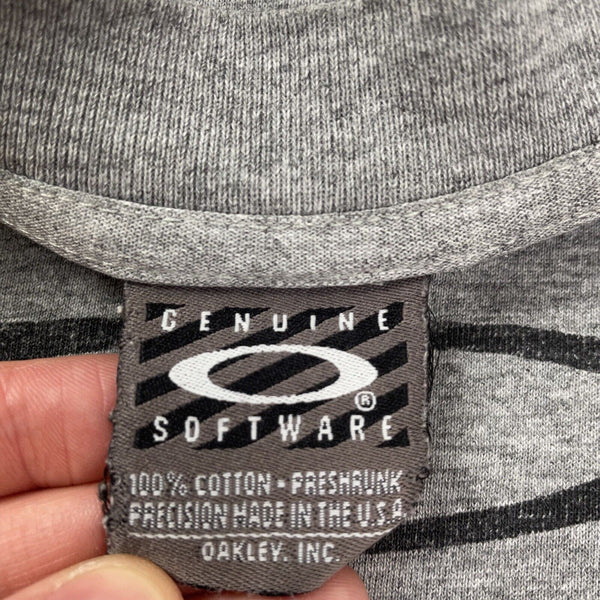 GENUINE
®
SOFTWARE
100% COTTON - PRESHRUNK
PRECISION MADE IN THE U.S.A
OAKLEY, INC.